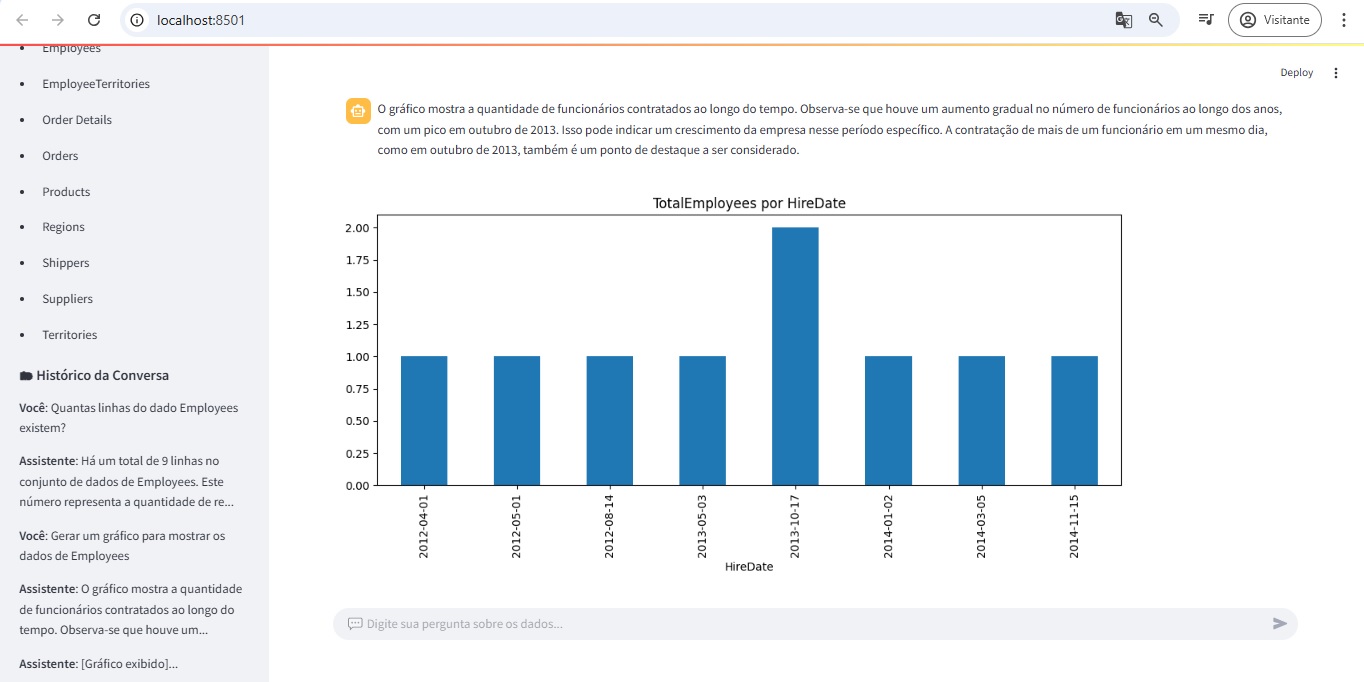 localhost:8501
Visitante
Employees
EmployeeTerritories
Order Details
Orders
Products
Regions
Shippers
Suppliers
Territories
Histórico da Conversa
Você: Quantas linhas do dado Employees
existem?
Assistente: Há um total de 9 linhas no
conjunto de dados de Employees. Este
número representa a quantidade de re...
Você: Gerar um gráfico para mostrar os
dados de Employees
Assistente: O gráfico mostra a quantidade
de funcionários contratados ao longo do
tempo. Observa-se que houve um...
Assistente: [Gráfico exibido]...
Deploy
O gráfico mostra a quantidade de funcionários contratados ao longo do tempo. Observa-se que houve um aumento gradual no número de funcionários ao longo dos anos,
com um pico em outubro de 2013. Isso pode indicar um crescimento da empresa nesse período específico. A contratação de mais de um funcionário em um mesmo dia,
como em outubro de 2013, também é um ponto de destaque a ser considerado.
TotalEmployees por HireDate
2.00
1.75
1.50
1.25
1.00
0.75
0.50
0.25
0.00
2012-04-01
2012-05-01
2012-08-14
2013-05-03
2013-10-17
2014-01-02
2014-03-05
2014-11-15
HireDate
Digite sua pergunta sobre os dados...